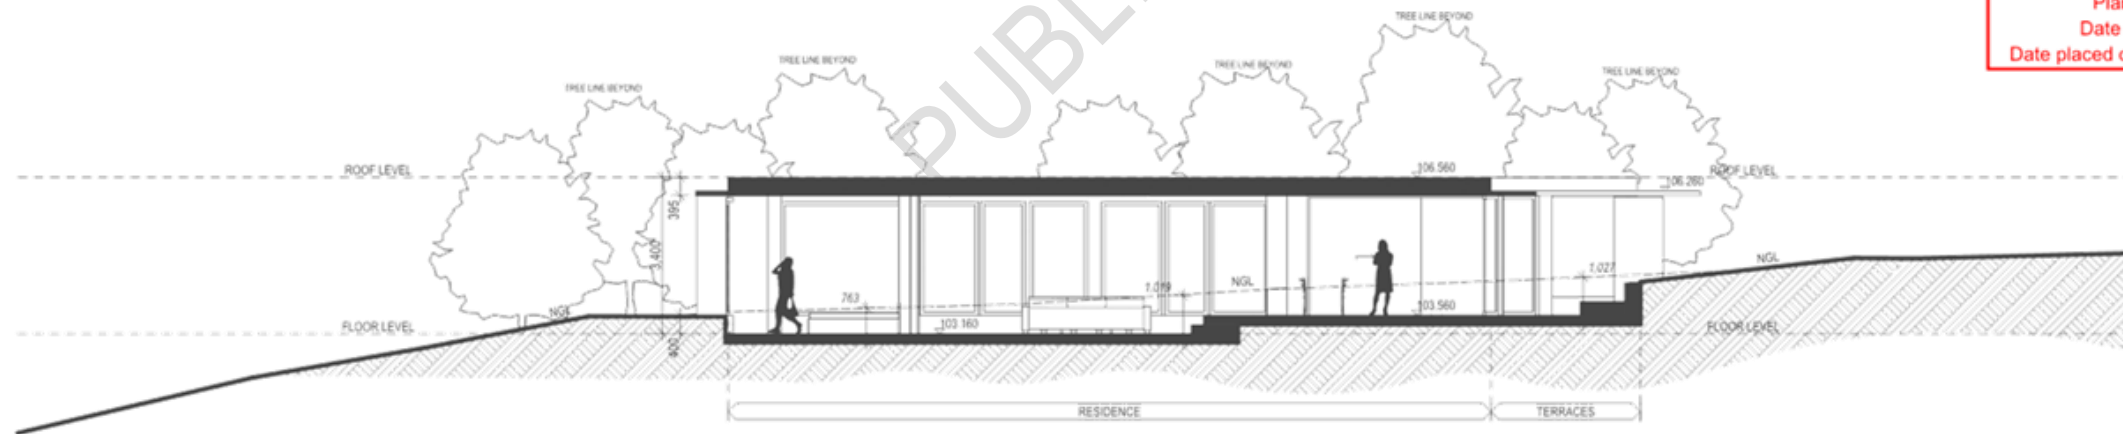 Date
Date placed
PUBL
TREE LINE BEYOND
TREE LINE BEYOND
TREE LINE BEYOND
TREE LINE BEYOND
TREE LINE BEYOND
ROOF LEVEL
106.560
ROOF LEVEL
106.260
395
3,400
NGL
1.027
NGL
763
1.019
NGL
103.560
FLOOR LEVEL
103.160
FLOOR LEVEL
400
RESIDENCE
TERRACES